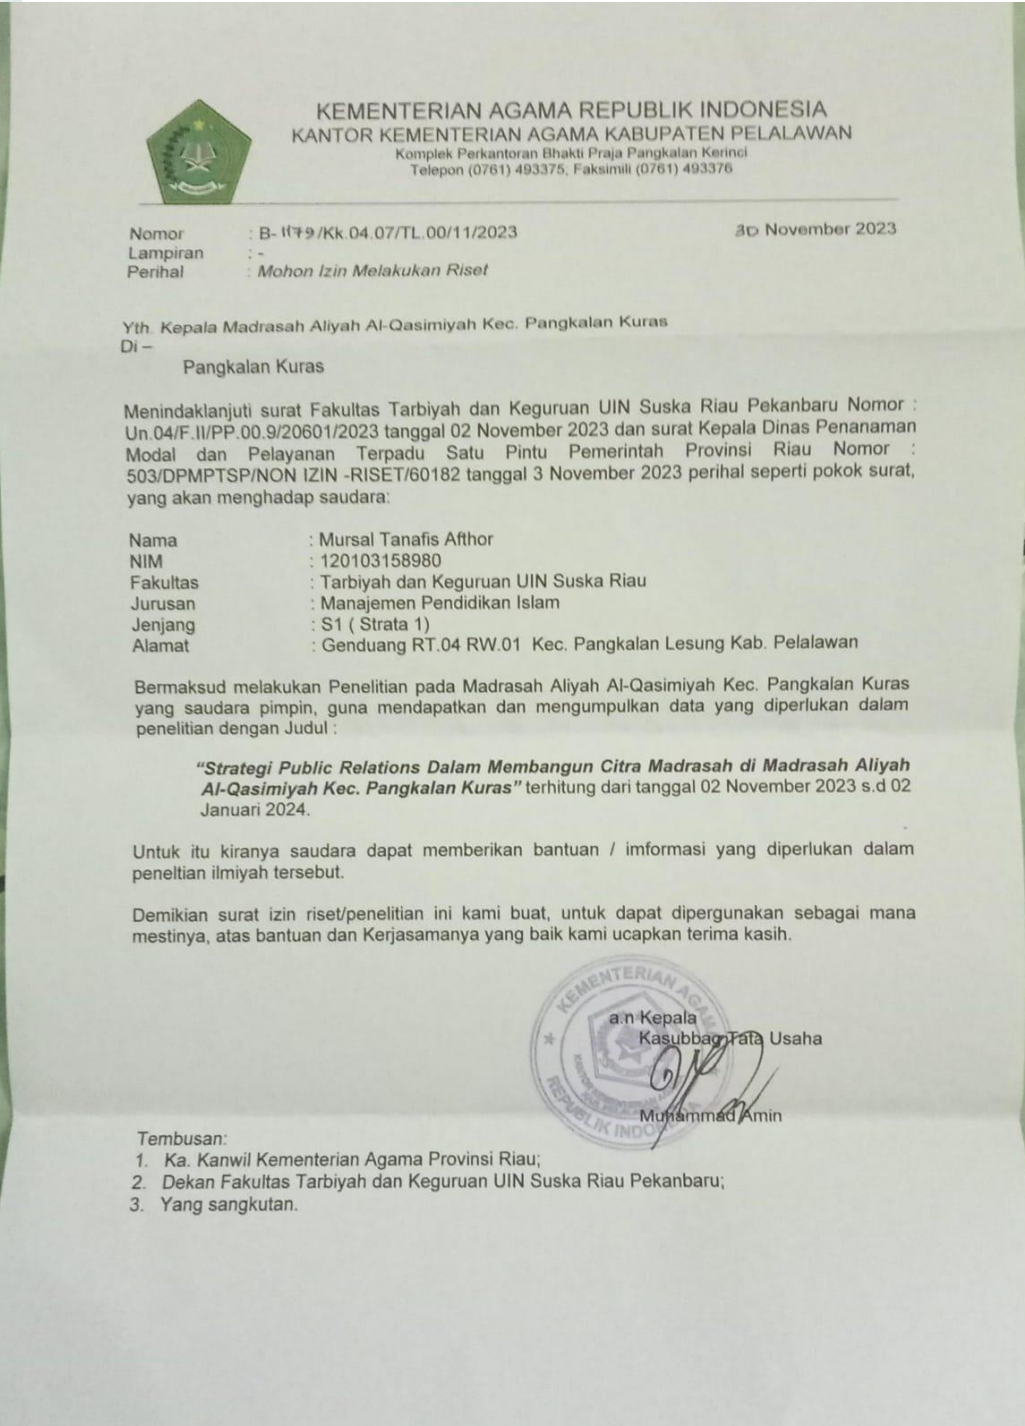 KEMENTERIAN AGAMA REPUBLIK INDONESIA
KANTOR KEMENTERIAN AGAMA KABUPATEN PELALAWAN
Komplek Perkantoran Bhakti Praja Pangkalan Kerinci
Telepon (0761) 493375, Faksimili (0761) 493376
Nomor : B- 1179/Kk.04.07/TL.00/11/2023 30 November 2023
Lampiran : -
Perihal : Mohon Izin Melakukan Riset
Yth. Kepala Madrasah Aliyah Al-Qasimiyah Kec. Pangkalan Kuras
Di –
Pangkalan Kuras
Menindaklanjuti surat Fakultas Tarbiyah dan Keguruan UIN Suska Riau Pekanbaru Nomor :
Un.04/F.II/PP.00.9/20601/2023 tanggal 02 November 2023 dan surat Kepala Dinas Penanaman
Modal dan Pelayanan Terpadu Satu Pintu Pemerintah Provinsi Riau Nomor :
503/DPMPTSP/NON IZIN -RISET/60182 tanggal 3 November 2023 perihal seperti pokok surat,
yang akan menghadap saudara:
Nama : Mursal Tanafis Afthor
NIM : 120103158980
Fakultas : Tarbiyah dan Keguruan UIN Suska Riau
Jurusan : Manajemen Pendidikan Islam
Jenjang : S1 ( Strata 1)
Alamat : Genduang RT.04 RW.01 Kec. Pangkalan Lesung Kab. Pelalawan
Bermaksud melakukan Penelitian pada Madrasah Aliyah Al-Qasimiyah Kec. Pangkalan Kuras
yang saudara pimpin, guna mendapatkan dan mengumpulkan data yang diperlukan dalam
penelitian dengan Judul :
“Strategi Public Relations Dalam Membangun Citra Madrasah di Madrasah Aliyah
Al-Qasimiyah Kec. Pangkalan Kuras” terhitung dari tanggal 02 November 2023 s.d 02
Januari 2024.
Untuk itu kiranya saudara dapat memberikan bantuan / imformasi yang diperlukan dalam
peneltian ilmiyah tersebut.
Demikian surat izin riset/penelitian ini kami buat, untuk dapat dipergunakan sebagai mana
mestinya, atas bantuan dan Kerjasamanya yang baik kami ucapkan terima kasih.
KEMENTERIAN AGAMA
REPUBLIK INDONESIA
a.n Kepala
Kasubbag Tata Usaha
Muhammad Amin
Tembusan:
1. Ka. Kanwil Kementerian Agama Provinsi Riau;
2. Dekan Fakultas Tarbiyah dan Keguruan UIN Suska Riau Pekanbaru;
3. Yang sangkutan.